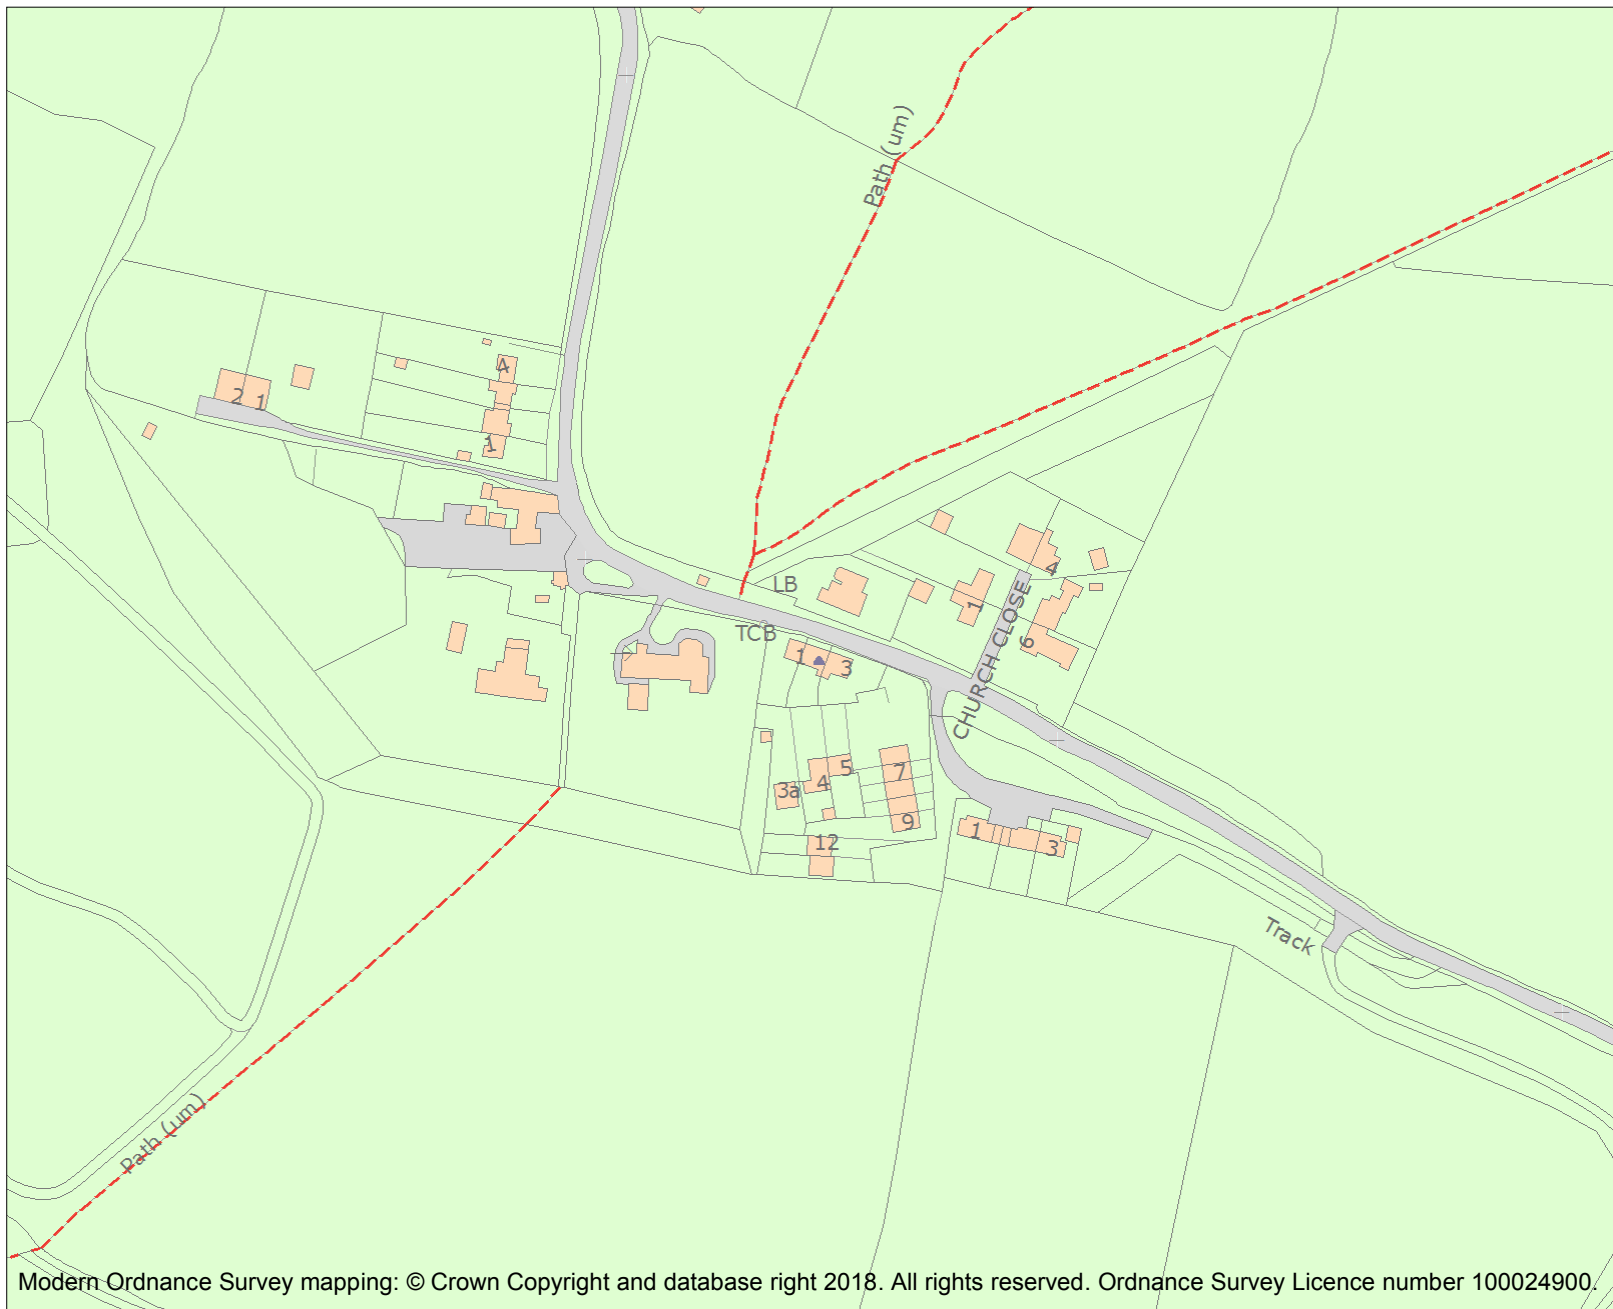 Path (um)
4
2
1
1
LB
4
1
CHURCH CLOSE
6
TCB
1
3
5
7
4
3a
9
1
12
3
Track
Path (um)
Modern Ordnance Survey mapping: © Crown Copyright and database right 2018. All rights reserved. Ordnance Survey Licence number 100024900.